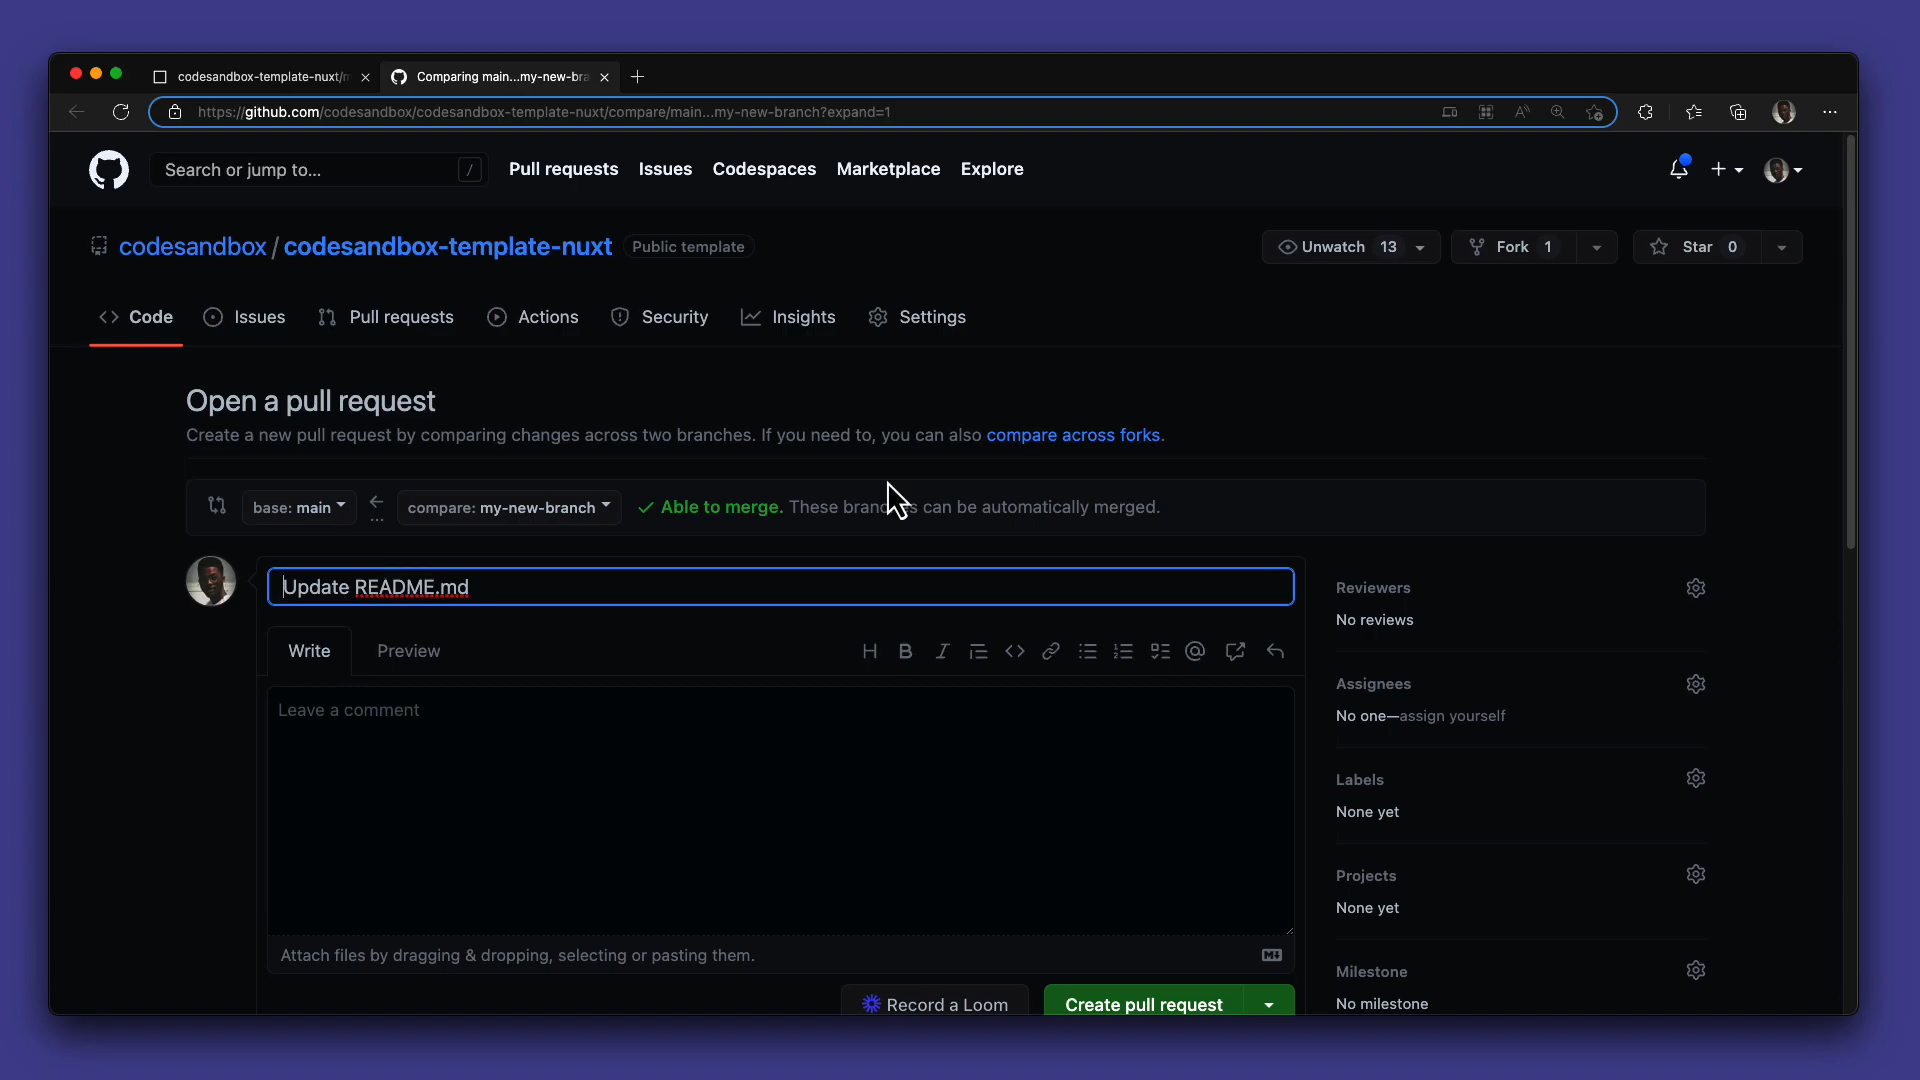 codesandbox-template-nuxt/
Comparing main...my-new-bra
https://github.com/codesandbox/codesandbox-template-nuxt/compare/main...my-new-branch?expand=1
Search or jump to...
/
Pull requests
Issues
Codespaces
Marketplace
Explore
codesandbox / codesandbox-template-nuxt
Public template
Unwatch 13
Fork 1
Star 0
Code
Issues
Pull requests
Actions
Security
Insights
Settings
Open a pull request
Create a new pull request by comparing changes across two branches. If you need to, you can also compare across forks.
base: main
compare: my-new-branch
Able to merge. These branches can be automatically merged.
Update README.md
Write
Preview
Leave a comment
Attach files by dragging & dropping, selecting or pasting them.
Record a Loom
Create pull request
Reviewers
No reviews
Assignees
No one—assign yourself
Labels
None yet
Projects
None yet
Milestone
No milestone